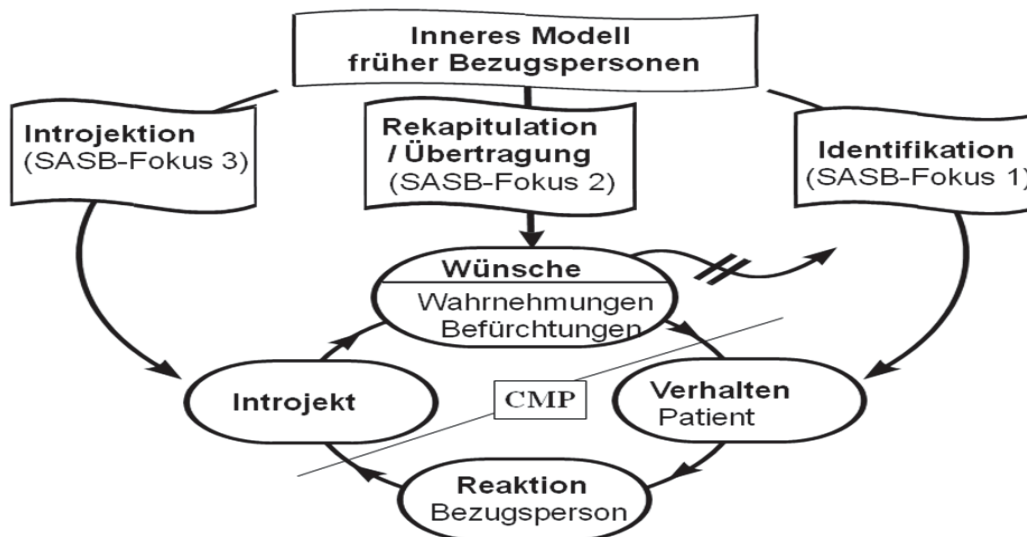 Inneres Modell
früher Bezugspersonen
Introjektion
(SASB-Fokus 3)
Rekapitulation
/ Übertragung
(SASB-Fokus 2)
Identifikation
(SASB-Fokus 1)
Wünsche
Wahrnehmungen
Befürchtungen
Introjekt
CMP
Verhalten
Patient
Reaktion
Bezugsperson